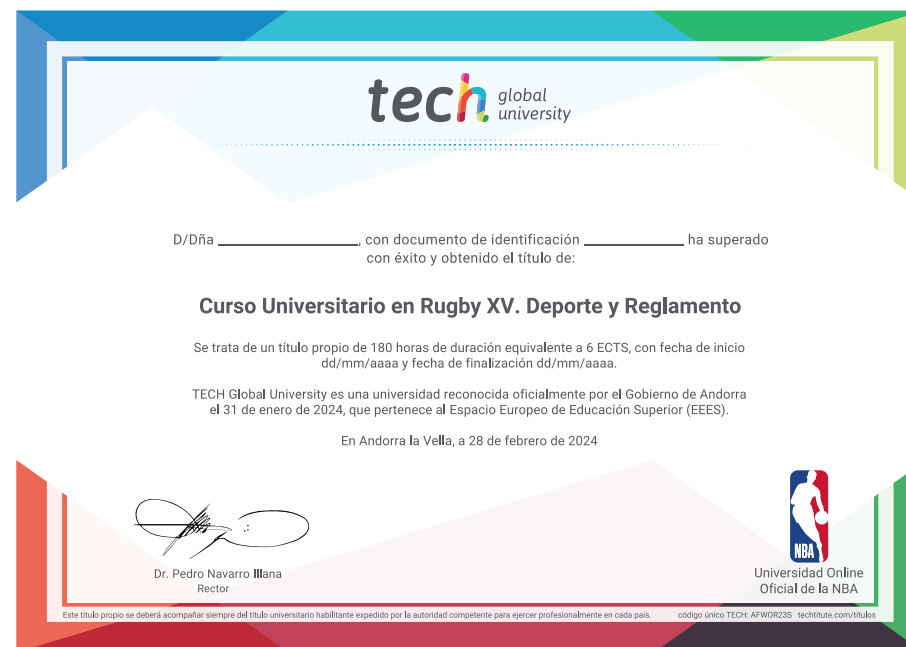 tech global university
D/Dña ______________, con documento de identificación __________ ha superado
con éxito y obtenido el título de:
Curso Universitario en Rugby XV. Deporte y Reglamento
Se trata de un título propio de 180 horas de duración equivalente a 6 ECTS, con fecha de inicio
dd/mm/aaaa y fecha de finalización dd/mm/aaaa.
TECH Global University es una universidad reconocida oficialmente por el Gobierno de Andorra
el 31 de enero de 2024, que pertenece al Espacio Europeo de Educación Superior (EEES).
En Andorra la Vella, a 28 de febrero de 2024
Dr. Pedro Navarro Illana
Rector
NBA
Universidad Online
Oficial de la NBA
Este título propio se deberá acompañar siempre del título universitario habilitante expedido por la autoridad competente para ejercer profesionalmente en cada país.
código único TECH: AFWOR23S techtitute.com/titulos